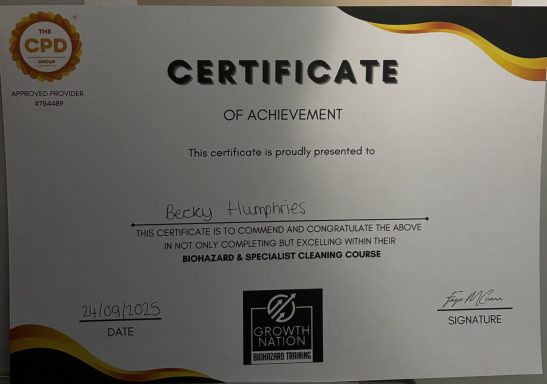 THE
CPD
GROUP
APPROVED PROVIDER
#784489
CERTIFICATE
OF ACHIEVEMENT
This certificate is proudly presented to
Becky Humphries
THIS CERTIFICATE IS TO COMMEND AND CONGRATULATE THE ABOVE
IN NOT ONLY COMPLETING BUT EXCELLING WITHIN THEIR
BIOHAZARD & SPECIALIST CLEANING COURSE
24/09/2025
DATE
GROWTH
NATION
BIOHAZARD TRAINING
SIGNATURE